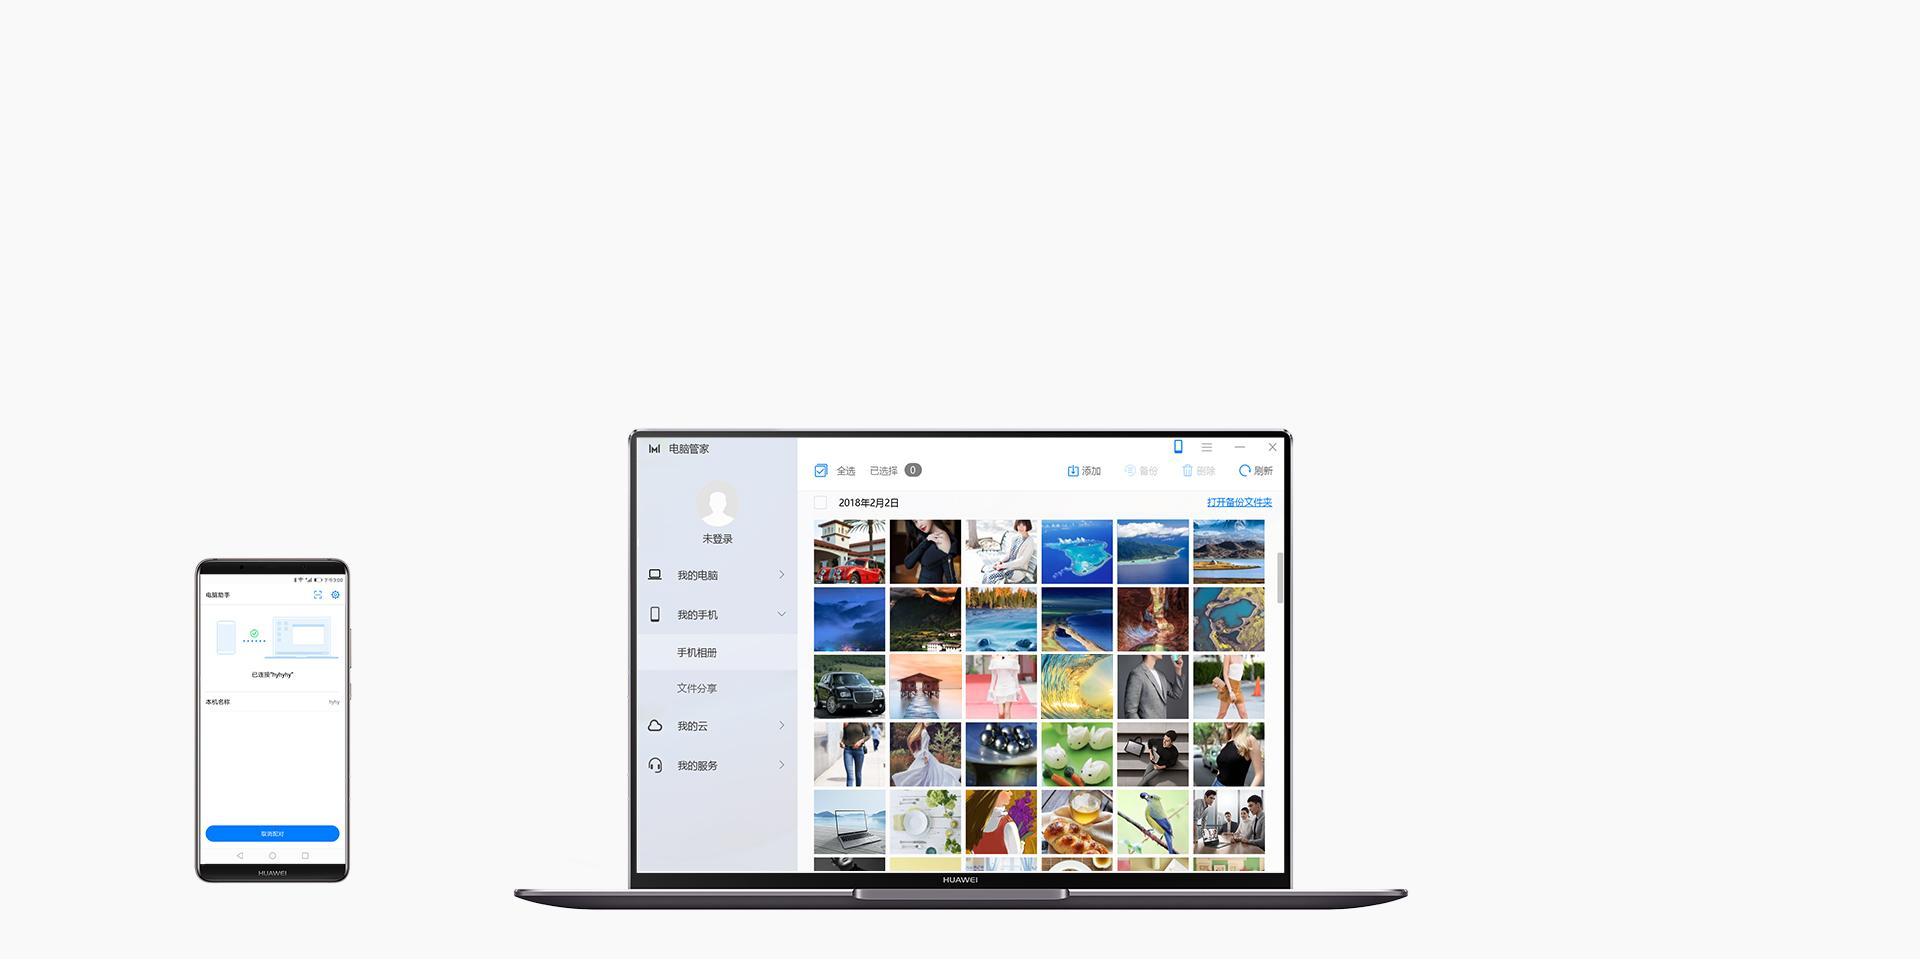 电脑管家
全选 已选择 0
添加 备份 删除 刷新
2018年2月2日
打开备份文件夹
未登录
我的电脑
我的手机
手机相册
文件分享
我的云
我的服务
HUAWEI
下午3:00
电脑助手
已连接"hyhyhy"
本机名称 hyhy
取消配对
HUAWEI